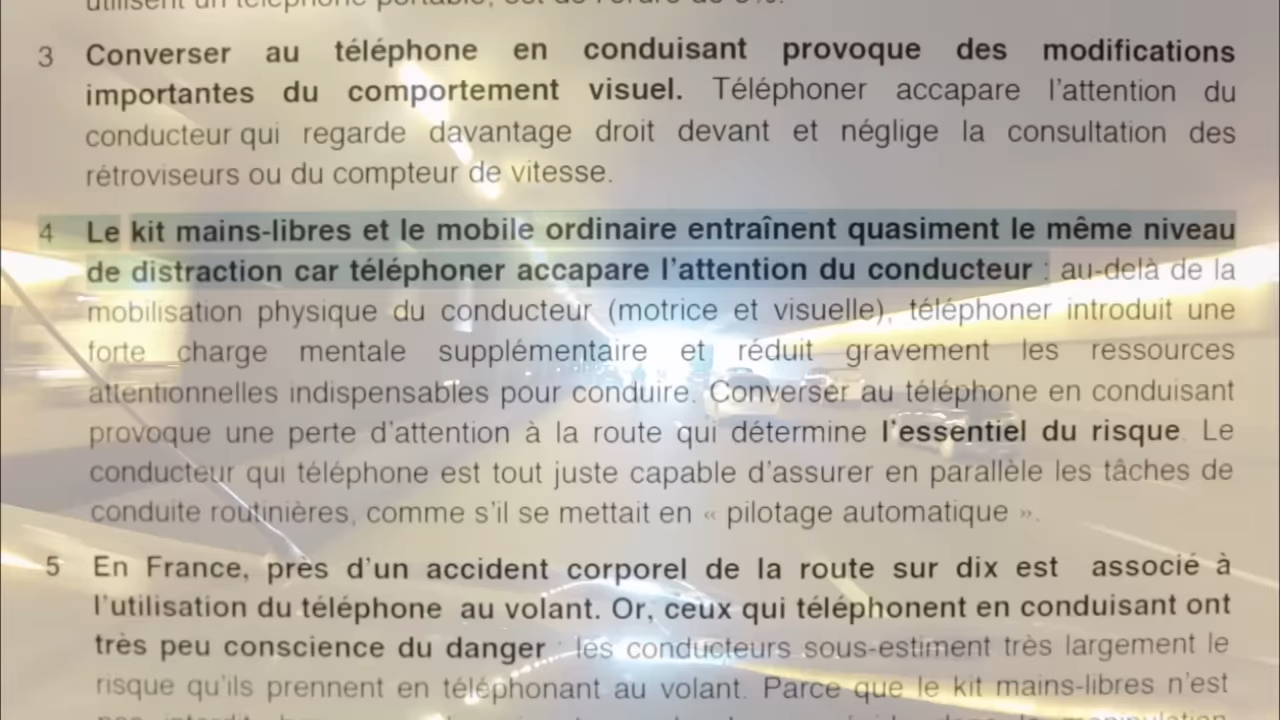 utilisent un téléphone portable, est de l'ordre de
3 Converser au téléphone en conduisant provoque des modifications
importantes du comportement visuel. Téléphoner accapare l'attention du
conducteur qui regarde davantage droit devant et néglige la consultation des
rétroviseurs ou du compteur de vitesse.
4 Le kit mains-libres et le mobile ordinaire entraînent quasiment le même niveau
de distraction car téléphoner accapare l'attention du conducteur : au-delà de la
mobilisation physique du conducteur (motrice et visuelle), téléphoner introduit une
forte charge mentale supplémentaire et réduit gravement les ressources
attentionnelles indispensables pour conduire. Converser au téléphone en conduisant
provoque une perte d'attention à la route qui détermine l'essentiel du risque. Le
conducteur qui téléphone est tout juste capable d'assurer en parallèle les tâches de
conduite routinières, comme s'il se mettait en « pilotage automatique ».
5 En France, près d'un accident corporel de la route sur dix est associé à
l'utilisation du téléphone au volant. Or, ceux qui téléphonent en conduisant ont
très peu conscience du danger : les conducteurs sous-estiment très largement le
risque qu'ils prennent en téléphonant au volant. Parce que le kit mains-libres n'est